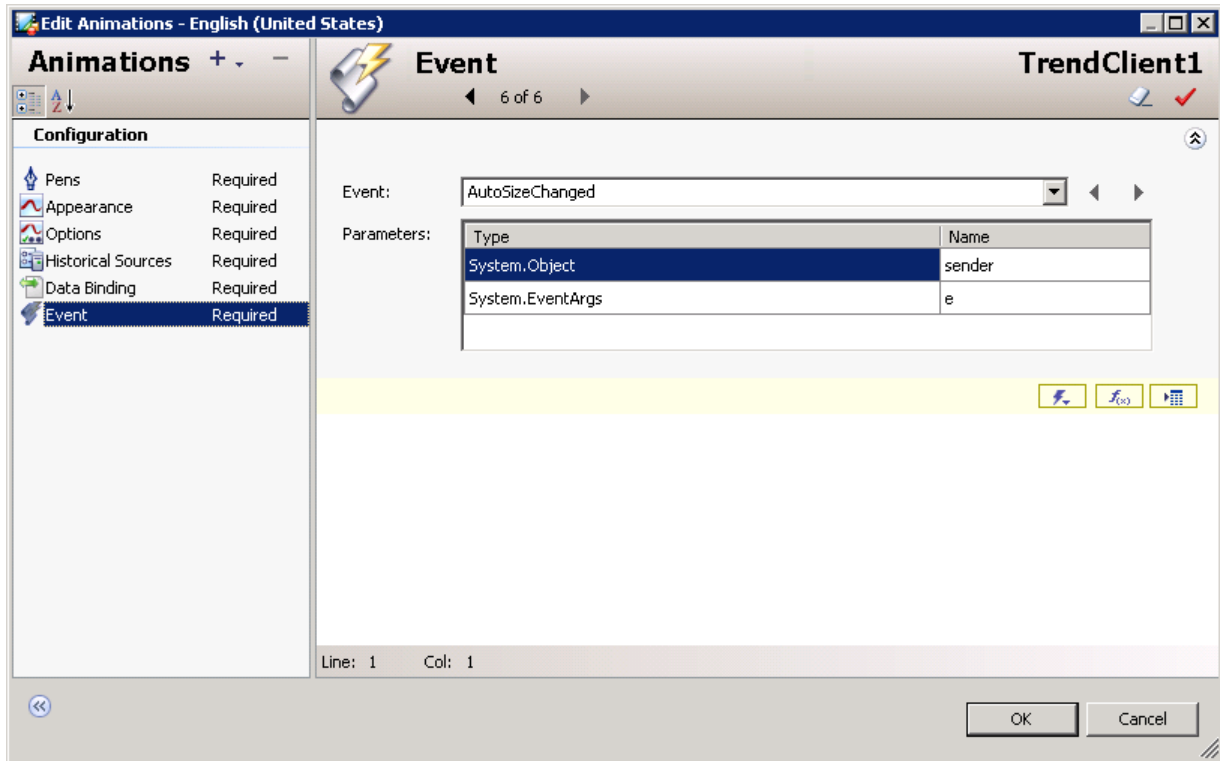 Edit Animations - English (United States)
Animations
Event
TrendClient1
6 of 6
Configuration
Pens Required
Appearance Required
Options Required
Historical Sources Required
Data Binding Required
Event Required
Event: AutoSizeChanged
Parameters:
Type Name
System.Object sender
System.EventArgs e
f(x)
Line: 1 Col: 1
OK Cancel